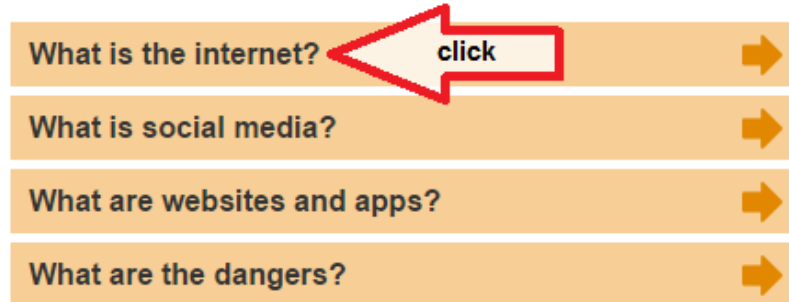 What is the internet? click
What is social media?
What are websites and apps?
What are the dangers?